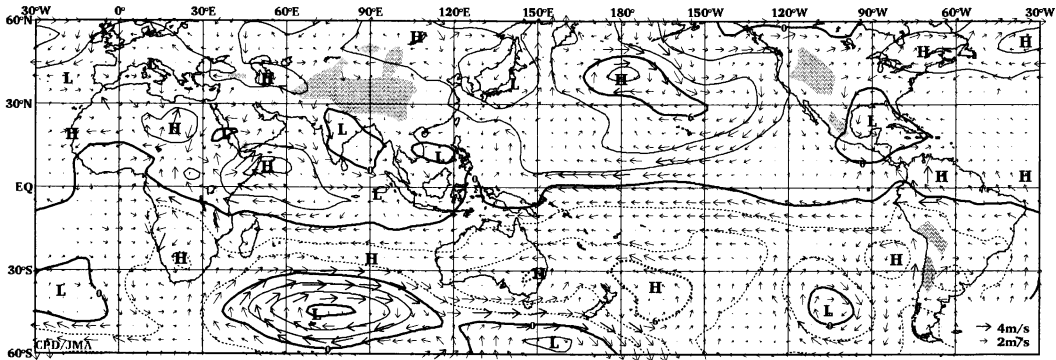 30°W 0° 30°E 60°E 90°E 120°E 150°E 180° 150°W 120°W 90°W 60°W 30°W
60°N
H H H
L H H L H
30°N
H H L L L
H L H
EQ L H H
H H H
30°S H
L H
L L
L
4m/s
CPD/JMA 2m/s
60°S